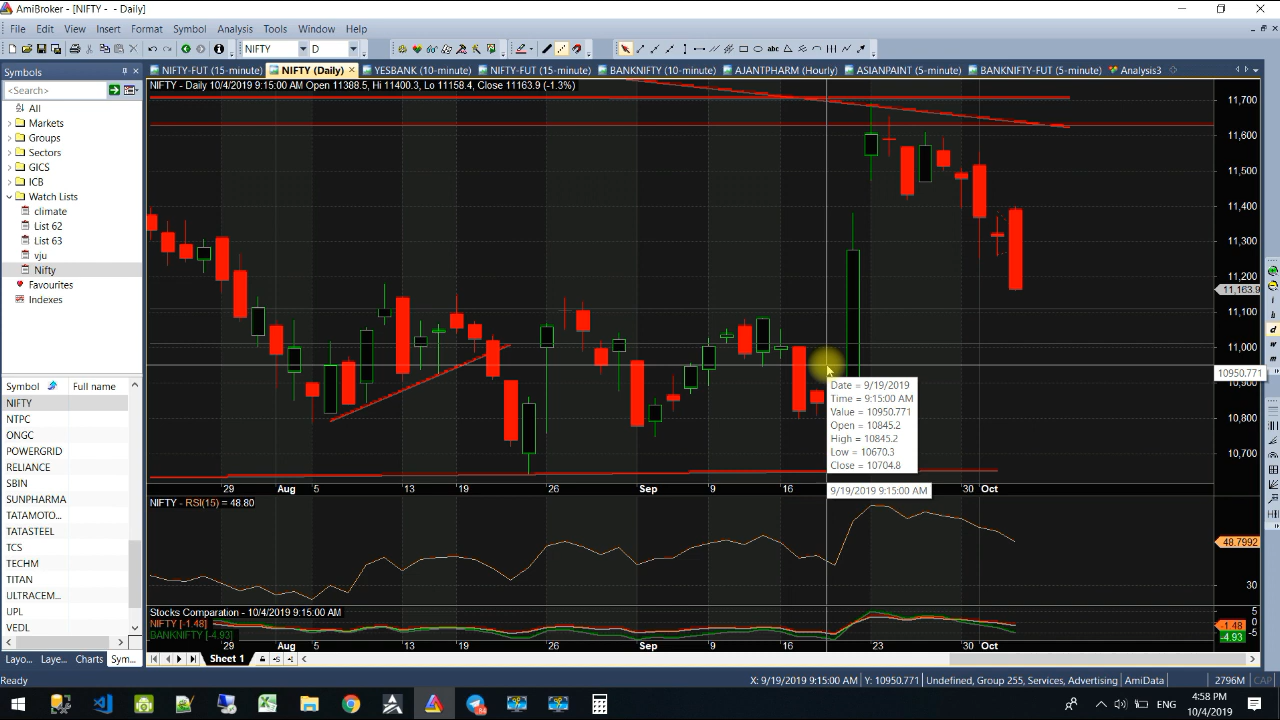 AmiBroker - [NIFTY - - Daily]
File Edit View Insert Format Symbol Analysis Tools Window Help
NIFTY D
Symbols
NIFTY-FUT (15-minute) NIFTY (Daily) YESBANK (10-minute) NIFTY-FUT (15-minute) BANKNIFTY (10-minute) AJANTPHARM (Hourly) ASIANPAINT (5-minute) BANKNIFTY-FUT (5-minute) Analysis3
<Search>
All
Markets
Groups
Sectors
GICS
ICB
Watch Lists
climate
List 62
List 63
vju
Nifty
Favourites
Indexes
Symbol Full name
NIFTY
NTPC
ONGC
POWERGRID
RELIANCE
SBIN
SUNPHARMA
TATAMOTO...
TATASTEEL
TCS
TECHM
TITAN
ULTRACEM...
UPL
VEDL
Layo... Laye... Charts Sym...
NIFTY - Daily 10/4/2019 9:15:00 AM Open 11388.5, Hi 11400.3, Lo 11158.4, Close 11163.9 (-1.3%)
11,700
11,600
11,500
11,400
11,300
11,200
11,163.9
11,100
11,000
10950.771
10,900
10,800
10,700
Date = 9/19/2019
Time = 9:15:00 AM
Value = 10950.771
Open = 10845.2
High = 10845.2
Low = 10670.3
Close = 10704.8
29 Aug 5 13 19 26 Sep 9 16 30 Oct
9/19/2019 9:15:00 AM
NIFTY - RSI(15) = 48.80
48.7992
30
Stocks Comparation - 10/4/2019 9:15:00 AM
NIFTY [-1.48]
BANKNIFTY [-4.93]
5
0
-1.48
-5
-4.93
29 Aug 5 13 19 26 Sep 9 16 23 30 Oct
Sheet 1
Ready
X: 9/19/2019 9:15:00 AM Y: 10950.771 Undefined, Group 255, Services, Advertising AmiData 2796M CAP
84
ENG
4:58 PM
10/4/2019